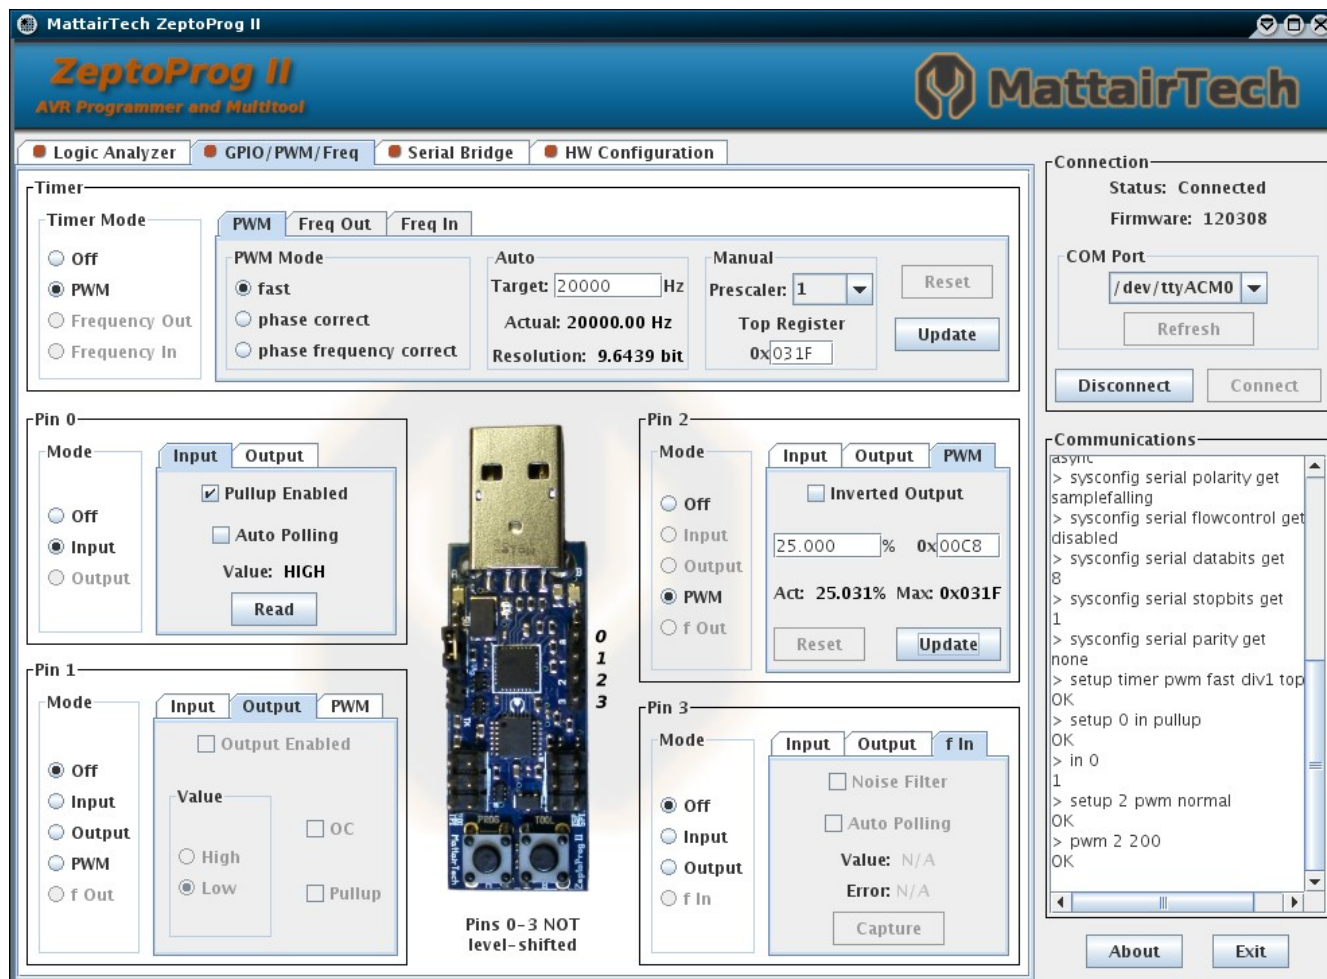 MattairTech ZeptoProg II
ZeptoProg II
AVR Programmer and Multitool
MattairTech
Logic Analyzer
GPIO/PWM/Freq
Serial Bridge
HW Configuration
Timer
Timer Mode
Off
PWM
Frequency Out
Frequency In
PWM
Freq Out
Freq In
PWM Mode
fast
phase correct
phase frequency correct
Auto
Target: 20000 Hz
Actual: 20000.00 Hz
Resolution: 9.6439 bit
Manual
Prescaler: 1
Top Register
0x031F
Reset
Update
Connection
Status: Connected
Firmware: 120308
COM Port
/dev/ttyACM0
Refresh
Disconnect
Connect
Pin 0
Mode
Off
Input
Output
Input
Output
Pullup Enabled
Auto Polling
Value: HIGH
Read
Pin 1
Mode
Off
Input
Output
PWM
f Out
Input
Output
PWM
Output Enabled
Value
High
Low
OC
Pullup
A
B
0
1
2
3
PROG
TOOL
MattairTech
ZeptoProg II
Pins 0-3 NOT
level-shifted
Pin 2
Mode
Off
Input
Output
PWM
f Out
Input
Output
PWM
Inverted Output
25.000 % 0x00C8
Act: 25.031% Max: 0x031F
Reset
Update
Pin 3
Mode
Off
Input
Output
f In
Input
Output
f In
Noise Filter
Auto Polling
Value: N/A
Error: N/A
Capture
Communications
async
> sysconfig serial polarity get
samplefalling
> sysconfig serial flowcontrol get
disabled
> sysconfig serial databits get
8
> sysconfig serial stopbits get
1
> sysconfig serial parity get
none
> setup timer pwm fast div1 top
OK
> setup 0 in pullup
OK
> in 0
1
> setup 2 pwm normal
OK
> pwm 2 200
OK
About
Exit